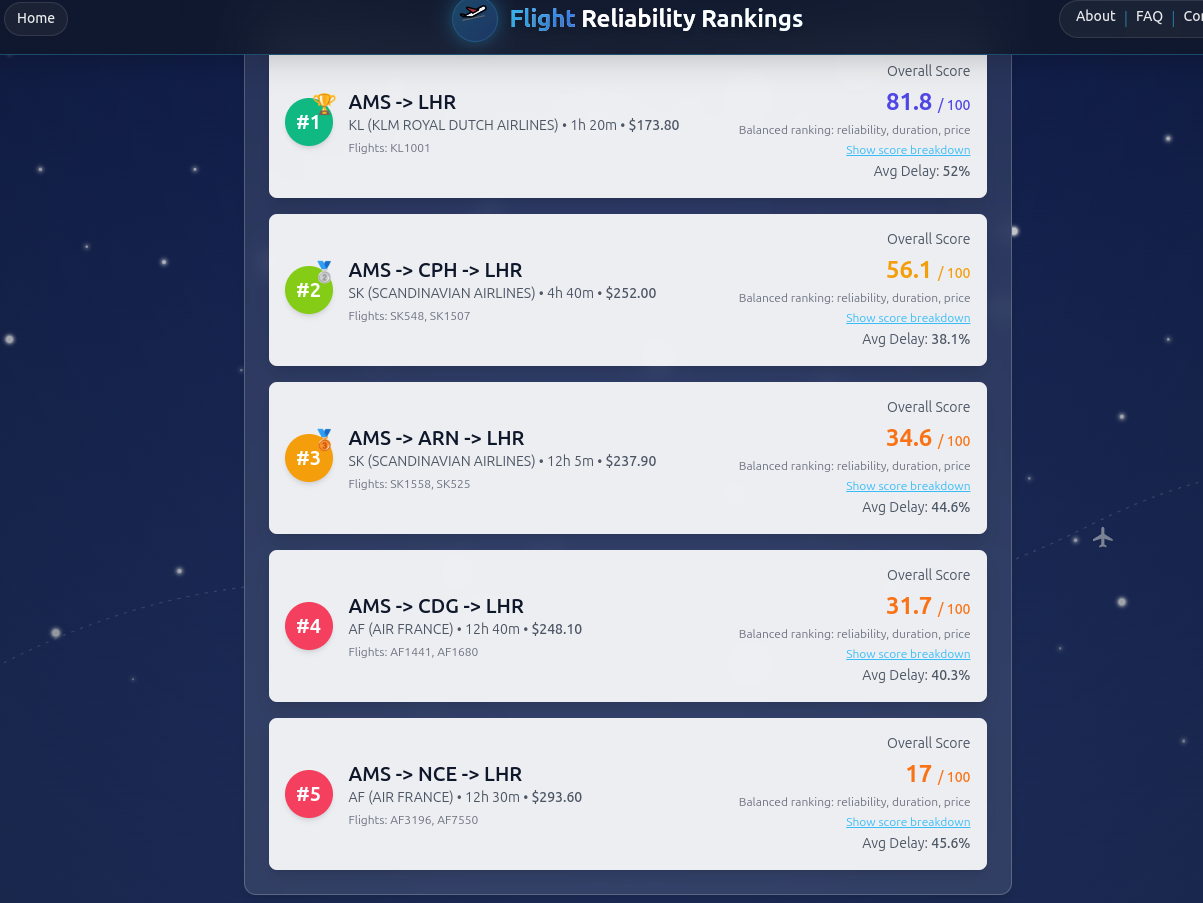 Home
Flight Reliability Rankings
About | FAQ |
Overall Score
#1
AMS -> LHR
81.8 / 100
KL (KLM ROYAL DUTCH AIRLINES) • 1h 20m • $173.80
Balanced ranking: reliability, duration, price
Flights: KL1001
Show score breakdown
Avg Delay: 52%
Overall Score
#2
2
AMS -> CPH -> LHR
56.1 / 100
SK (SCANDINAVIAN AIRLINES) • 4h 40m • $252.00
Balanced ranking: reliability, duration, price
Flights: SK548, SK1507
Show score breakdown
Avg Delay: 38.1%
Overall Score
#3
3
AMS -> ARN -> LHR
34.6 / 100
SK (SCANDINAVIAN AIRLINES) • 12h 5m • $237.90
Balanced ranking: reliability, duration, price
Flights: SK1558, SK525
Show score breakdown
Avg Delay: 44.6%
Overall Score
#4
AMS -> CDG -> LHR
31.7 / 100
AF (AIR FRANCE) • 12h 40m • $248.10
Balanced ranking: reliability, duration, price
Flights: AF1441, AF1680
Show score breakdown
Avg Delay: 40.3%
Overall Score
#5
AMS -> NCE -> LHR
17 / 100
AF (AIR FRANCE) • 12h 30m • $293.60
Balanced ranking: reliability, duration, price
Flights: AF3196, AF7550
Show score breakdown
Avg Delay: 45.6%